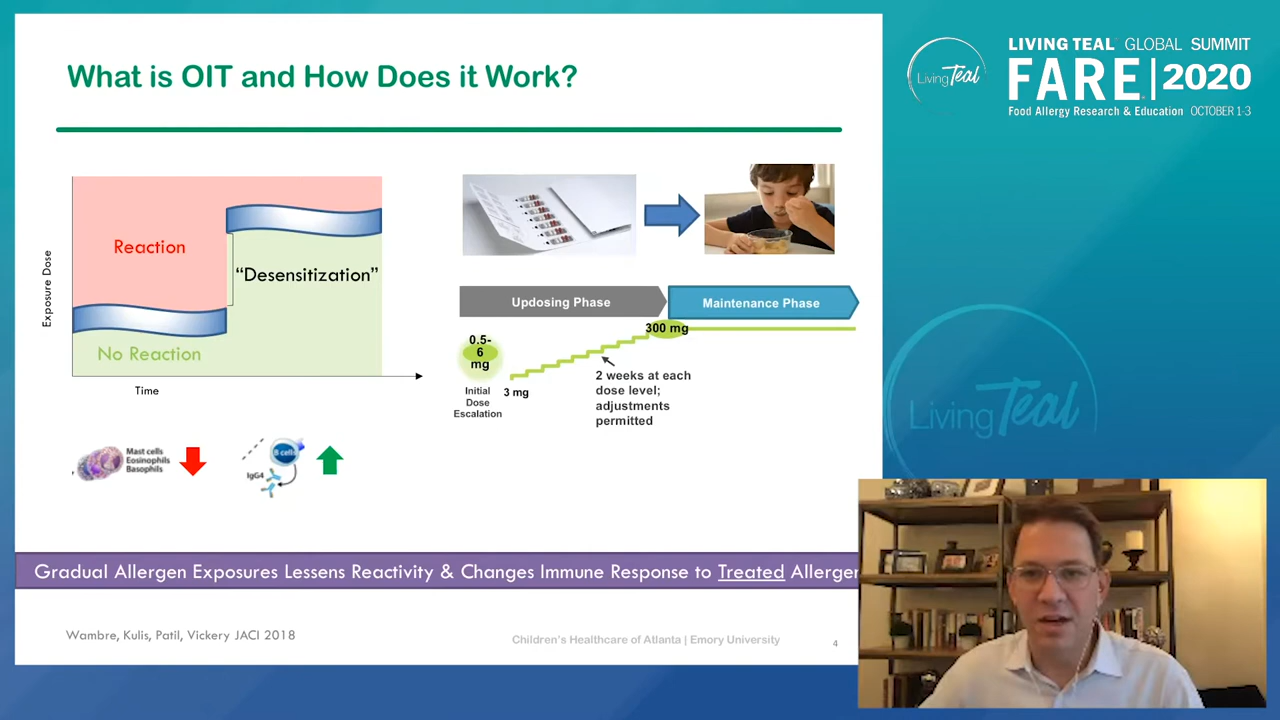 What is OIT and How Does it Work?
LIVING TEAL GLOBAL SUMMIT
FARE | 2020
Food Allergy Research & Education OCTOBER 1-3
Living Teal
Exposure Dose
Reaction
"Desensitization"
No Reaction
Time
Updosing Phase
Maintenance Phase
0.5-
6
mg
300 mg
Initial
Dose
Escalation
3 mg
2 weeks at each
dose level;
adjustments
permitted
Living Teal
Mast cells
Eosinophils
Basophils
B cells
IgG4
Gradual Allergen Exposures Lessens Reactivity & Changes Immune Response to Treated Allergen
Wambre, Kulis, Patil, Vickery JACI 2018
Children's Healthcare of Atlanta | Emory University
4